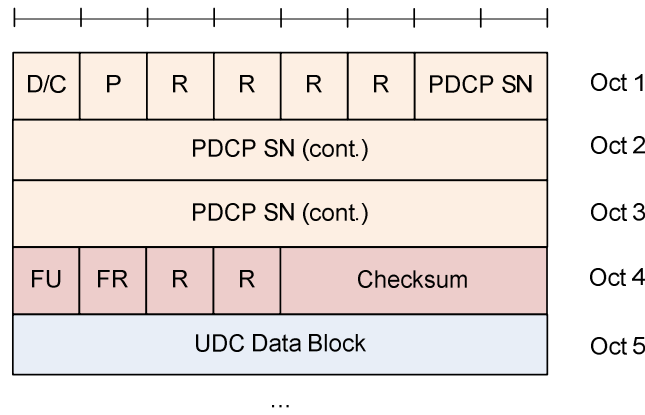 D/C P R R R R PDCP SN Oct 1
PDCP SN (cont.) Oct 2
PDCP SN (cont.) Oct 3
FU FR R R Checksum Oct 4
UDC Data Block Oct 5
...